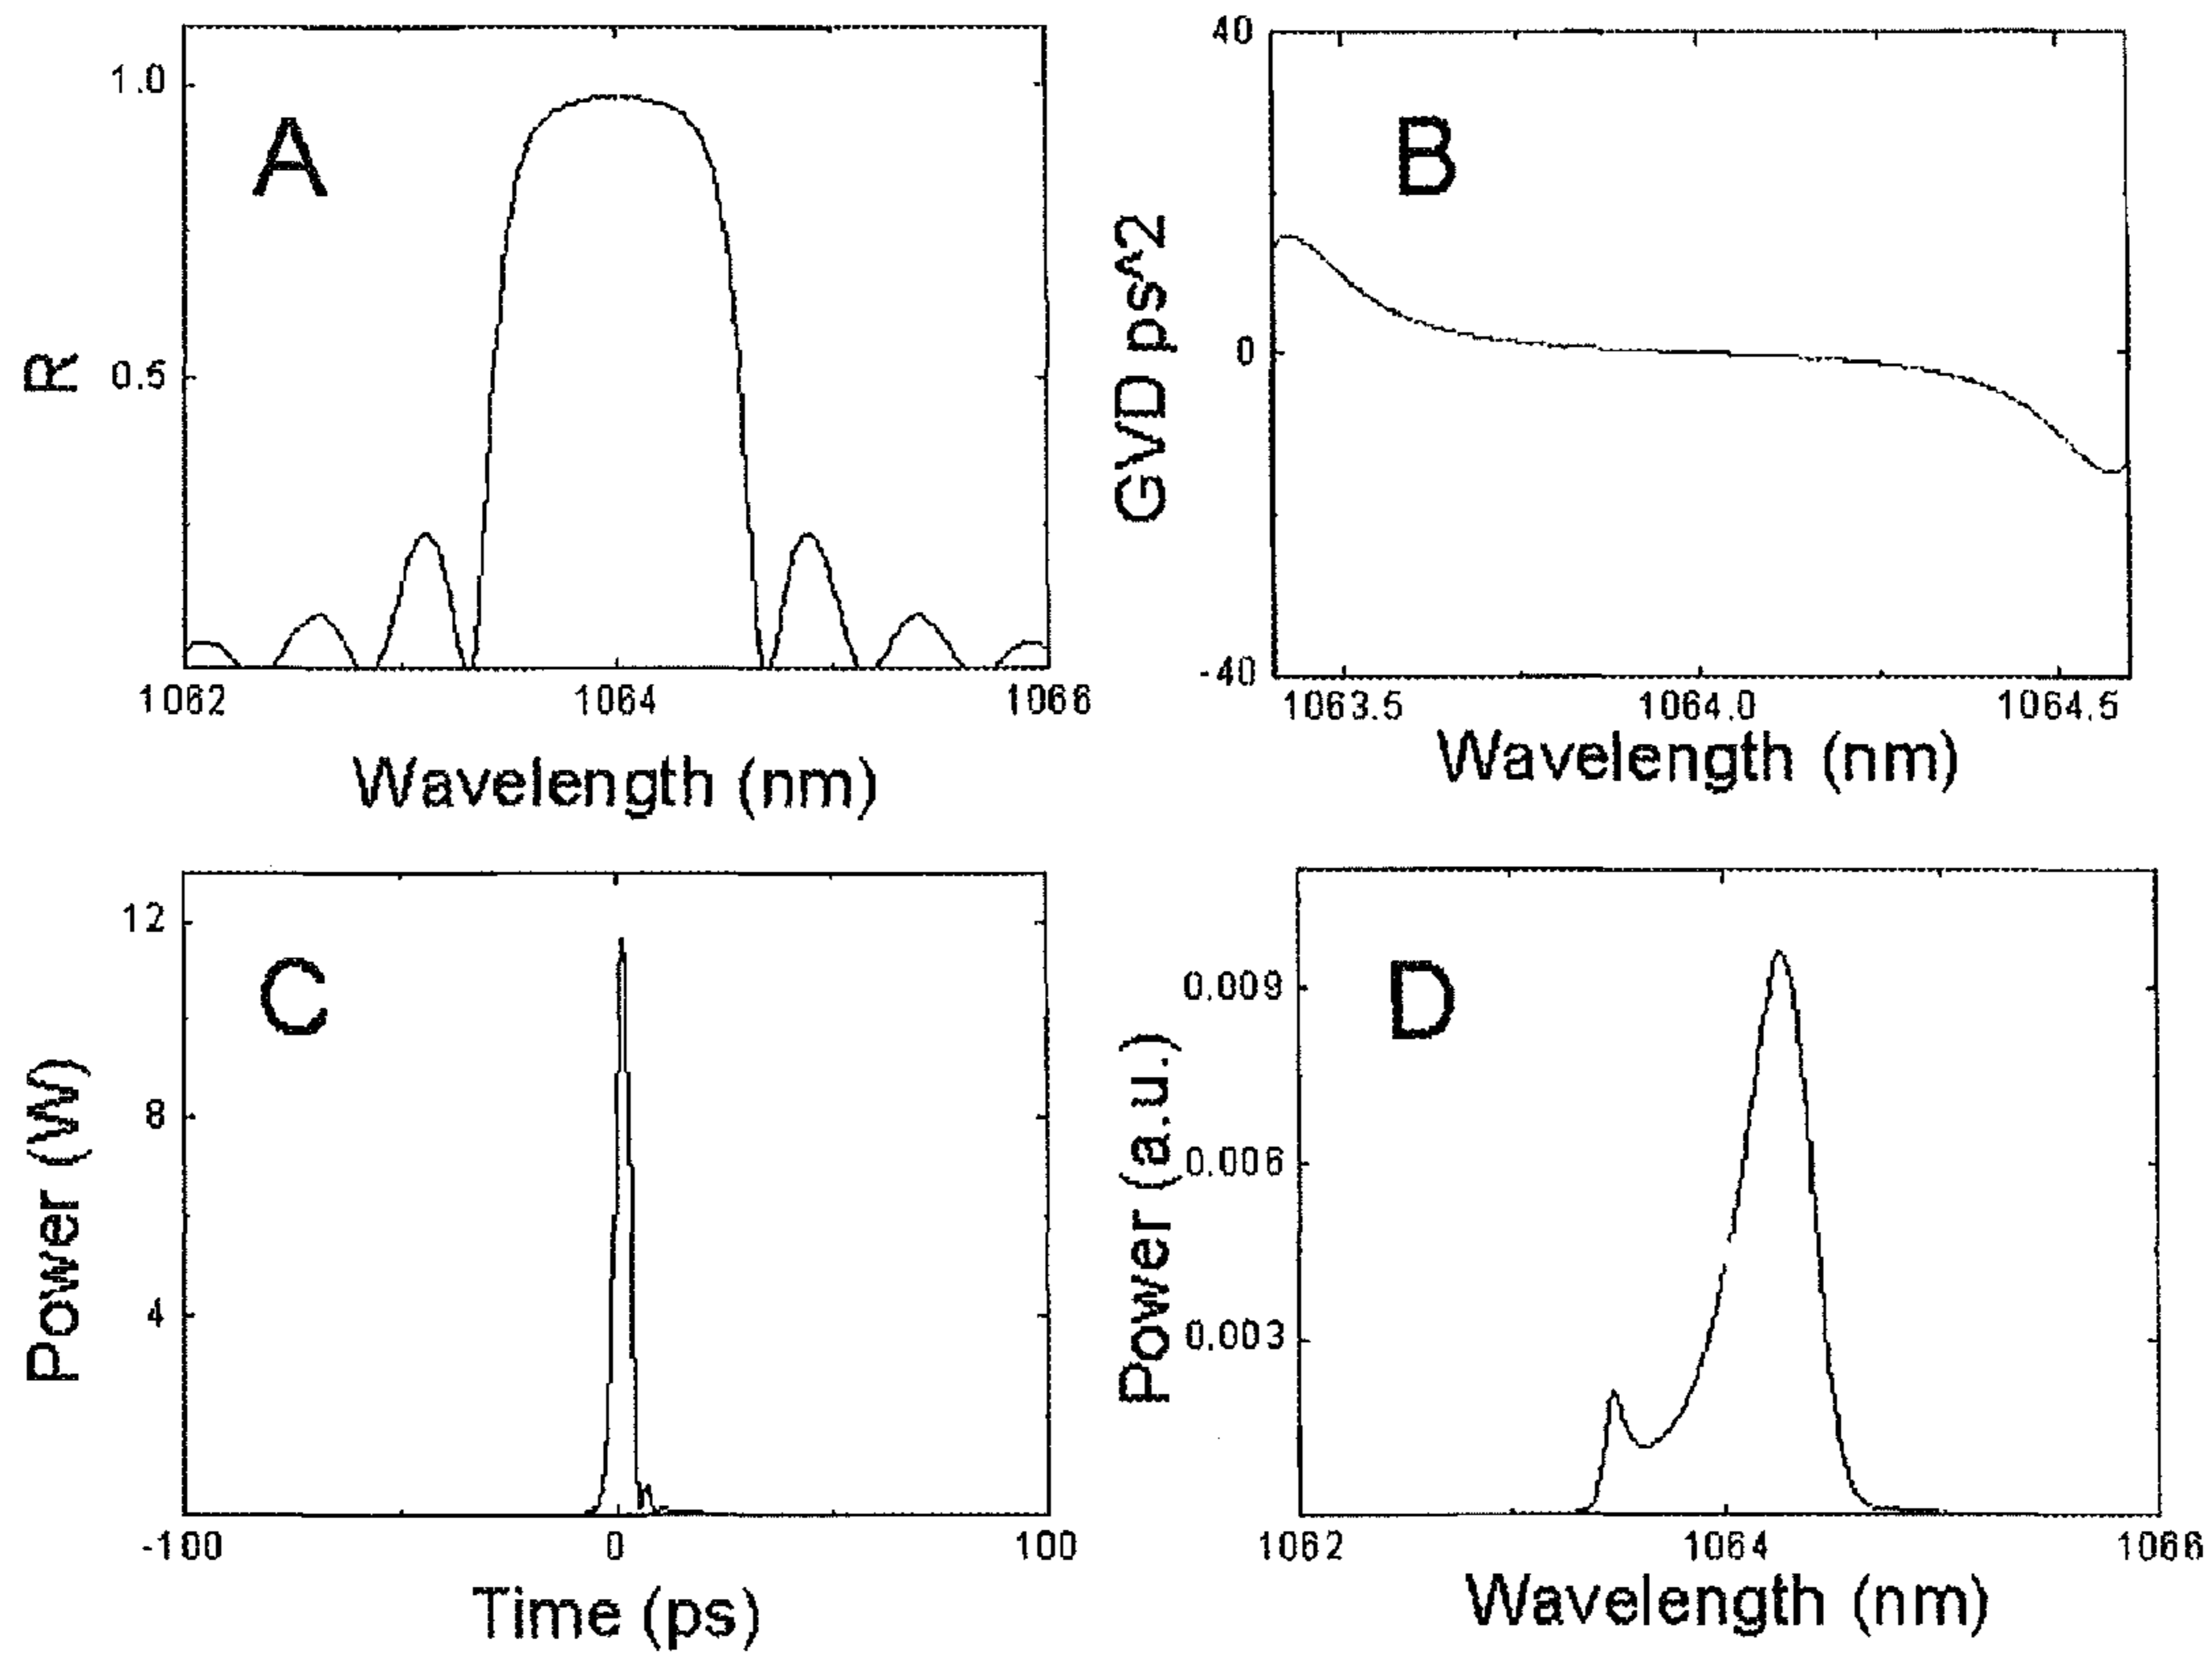 1.0
A
R
0.5
1062
1064
1066
Wavelength (nm)
40
B
GVD ps^2
0
-40
1063.5
1064.0
1064.5
Wavelength (nm)
12
C
Power (W)
8
4
-100
0
100
Time (ps)
0.009
D
Power (a.u.)
0.006
0.003
1062
1064
1066
Wavelength (nm)